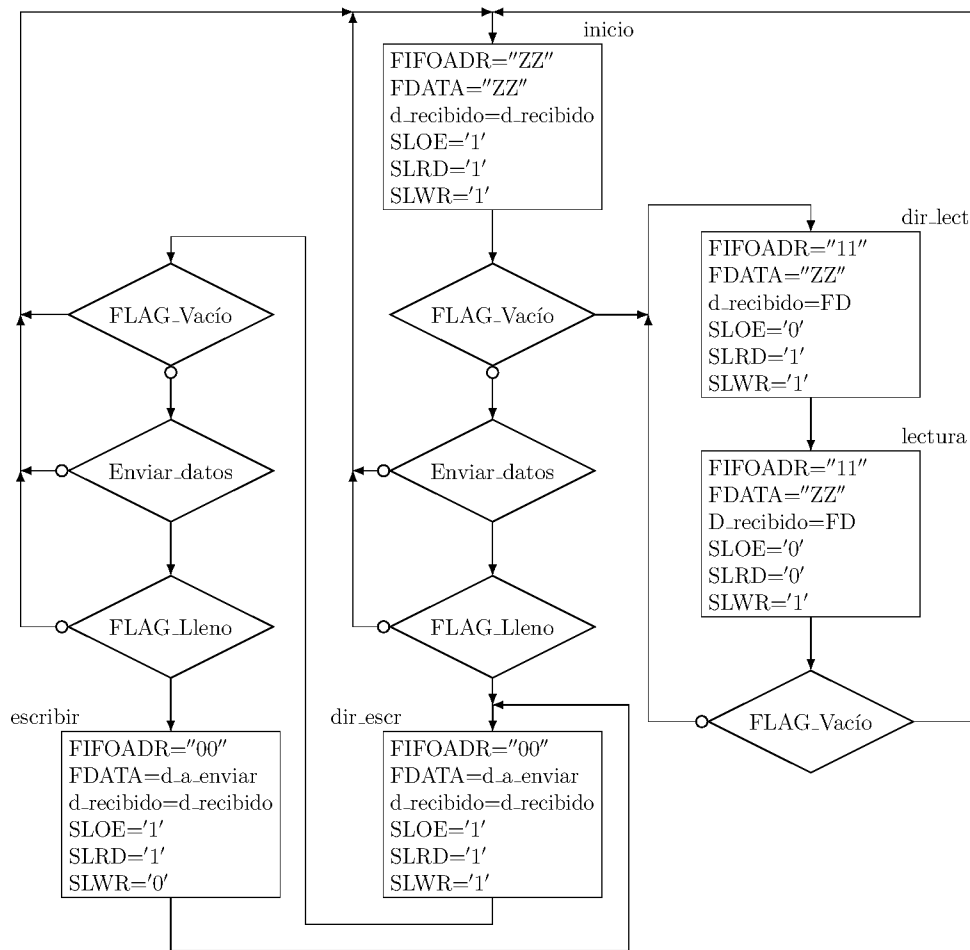 inicio
FIFOADR="ZZ"
FDATA="ZZ"
d_recibido=d_recibido
SLOE='1'
SLRD='1'
SLWR='1'
dir_lect
FIFOADR="11"
FDATA="ZZ"
d_recibido=FD
SLOE='0'
SLRD='1'
SLWR='1'
FLAG_Vacío
FLAG_Vacío
Enviar_datos
Enviar_datos
lectura
FIFOADR="11"
FDATA="ZZ"
D_recibido=FD
SLOE='0'
SLRD='0'
SLWR='1'
FLAG_Lleno
FLAG_Lleno
FLAG_Vacío
escribir
FIFOADR="00"
FDATA=d_a_enviar
d_recibido=d_recibido
SLOE='1'
SLRD='1'
SLWR='0'
dir_escr
FIFOADR="00"
FDATA=d_a_enviar
d_recibido=d_recibido
SLOE='1'
SLRD='1'
SLWR='1'